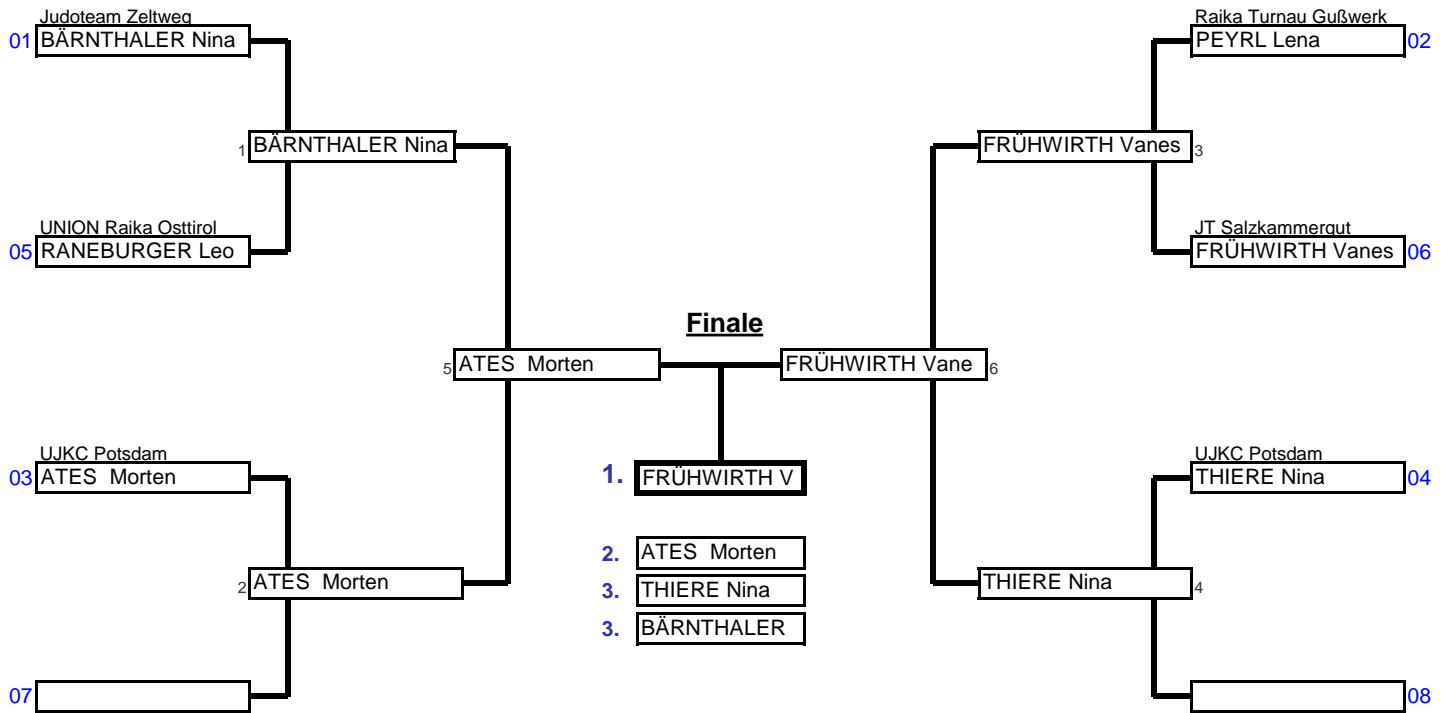 Judoteam Zeltweg
01 BÄRNTHALER Nina
Raika Turnau Gußwerk
PEYRL Lena 02
1 BÄRNTHALER Nina
FRÜHWIRTH Vanes 3
UNION Raika Osttirol
05 RANEBURGER Leo
JT Salzkammergut
FRÜHWIRTH Vanes 06
Finale
5 ATES Morten
FRÜHWIRTH Vane 6
UJKC Potsdam
03 ATES Morten
1. FRÜHWIRTH V
UJKC Potsdam
THIERE Nina 04
2. ATES Morten
2 ATES Morten
3. THIERE Nina
THIERE Nina 4
3. BÄRNTHALER
07
08